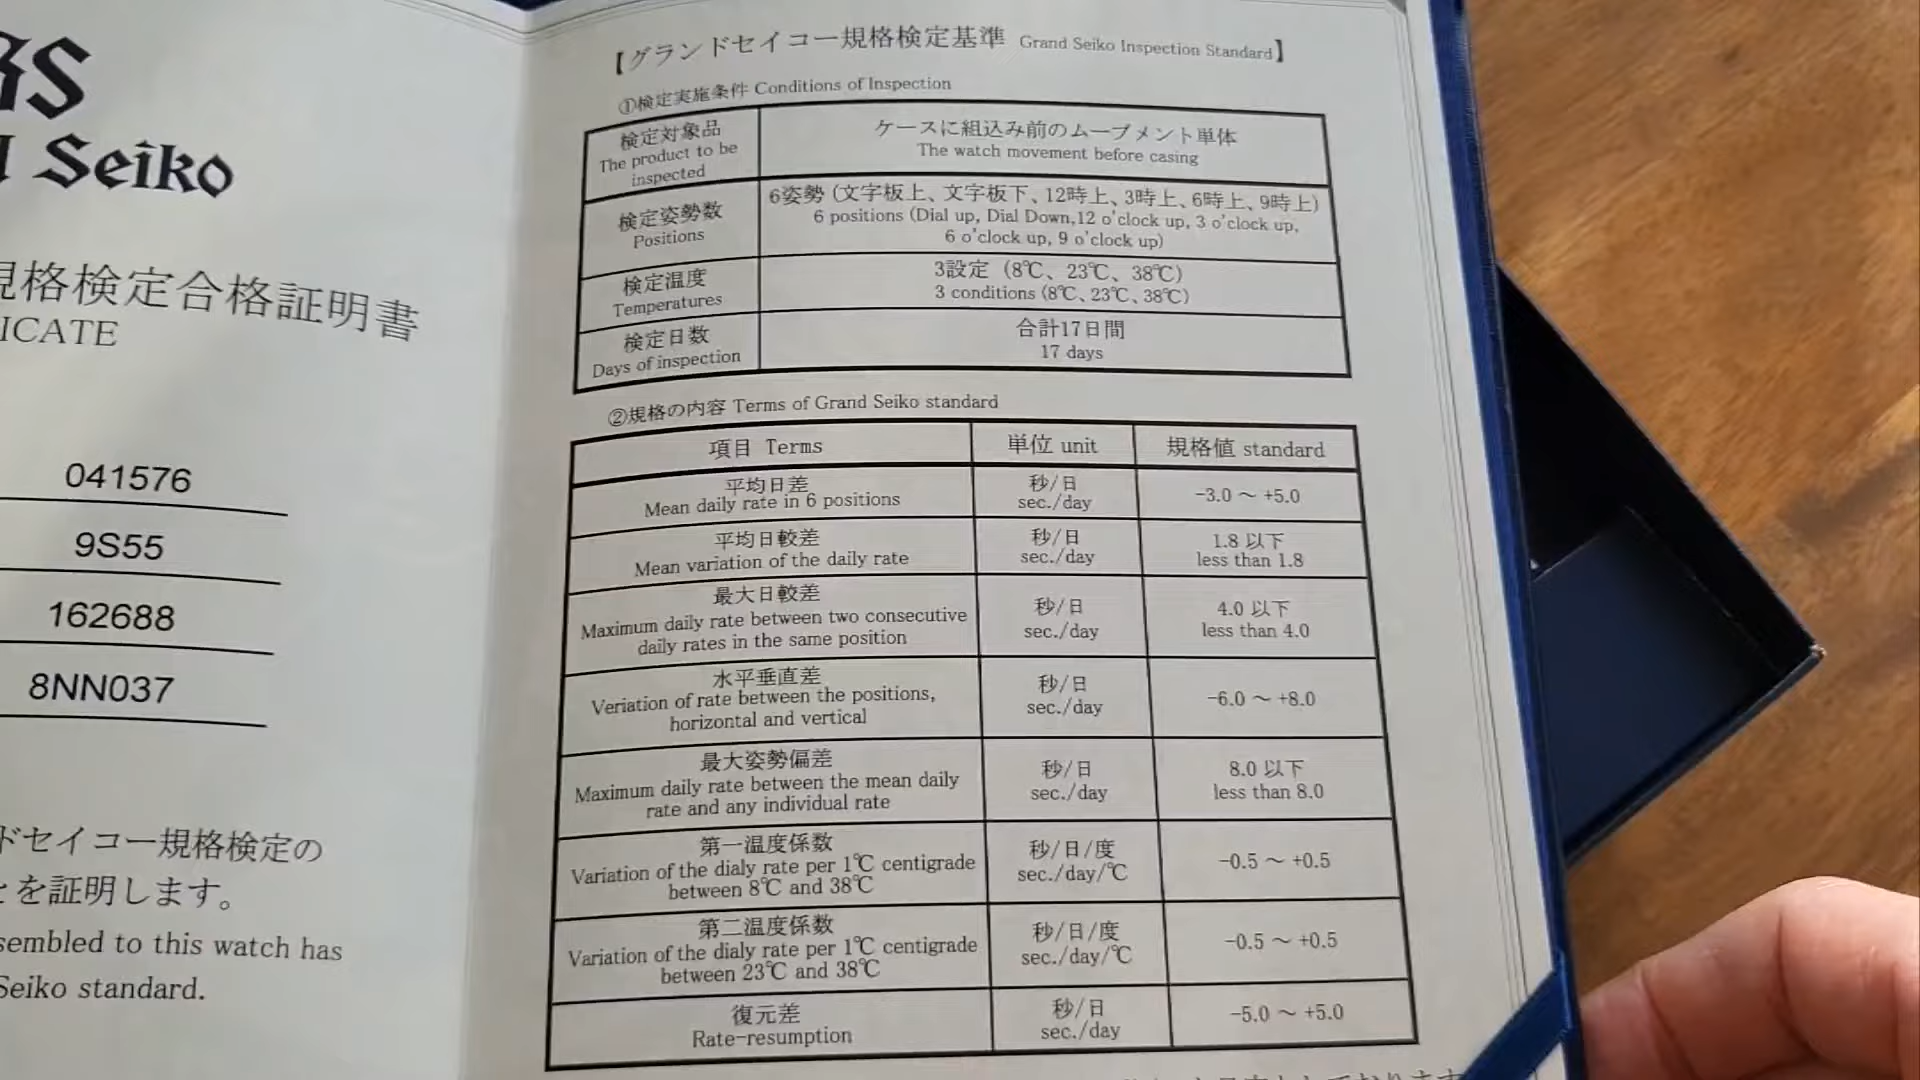 GS
Seiko
規格検定合格証明書
ICATE
041576
9S55
162688
8NN037
ドセイコー規格検定の
とを証明します。
sembled to this watch has
Seiko standard.
【グランドセイコー規格検定基準 Grand Seiko Inspection Standard】
①検定実施条件 Conditions of Inspection
検定対象品
The product to be
inspected
ケースに組込み前のムーブメント単体
The watch movement before casing
検定姿勢数
Positions
6姿勢 (文字板上、文字板下、12時上、3時上、6時上、9時上)
6 positions (Dial up, Dial Down,12 o'clock up, 3 o'clock up,
6 o'clock up, 9 o'clock up)
検定温度
Temperatures
3設定 (8℃、23℃、38℃)
3 conditions (8℃、23℃、38℃)
検定日数
Days of inspection
合計17日間
17 days
②規格の内容 Terms of Grand Seiko standard
項目 Terms 単位 unit 規格値 standard
平均日差
Mean daily rate in 6 positions
秒/日
sec./day
-3.0 ～ +5.0
平均日較差
Mean variation of the daily rate
秒/日
sec./day
1.8 以下
less than 1.8
最大日較差
Maximum daily rate between two consecutive
daily rates in the same position
秒/日
sec./day
4.0 以下
less than 4.0
水平垂直差
Veriation of rate between the positions,
horizontal and vertical
秒/日
sec./day
-6.0 ～ +8.0
最大姿勢偏差
Maximum daily rate between the mean daily
rate and any individual rate
秒/日
sec./day
8.0 以下
less than 8.0
第一温度係数
Variation of the dialy rate per 1℃ centigrade
between 8℃ and 38℃
秒/日/度
sec./day/℃
-0.5 ～ +0.5
第二温度係数
Variation of the dialy rate per 1℃ centigrade
between 23℃ and 38℃
秒/日/度
sec./day/℃
-0.5 ～ +0.5
復元差
Rate-resumption
秒/日
sec./day
-5.0 ～ +5.0